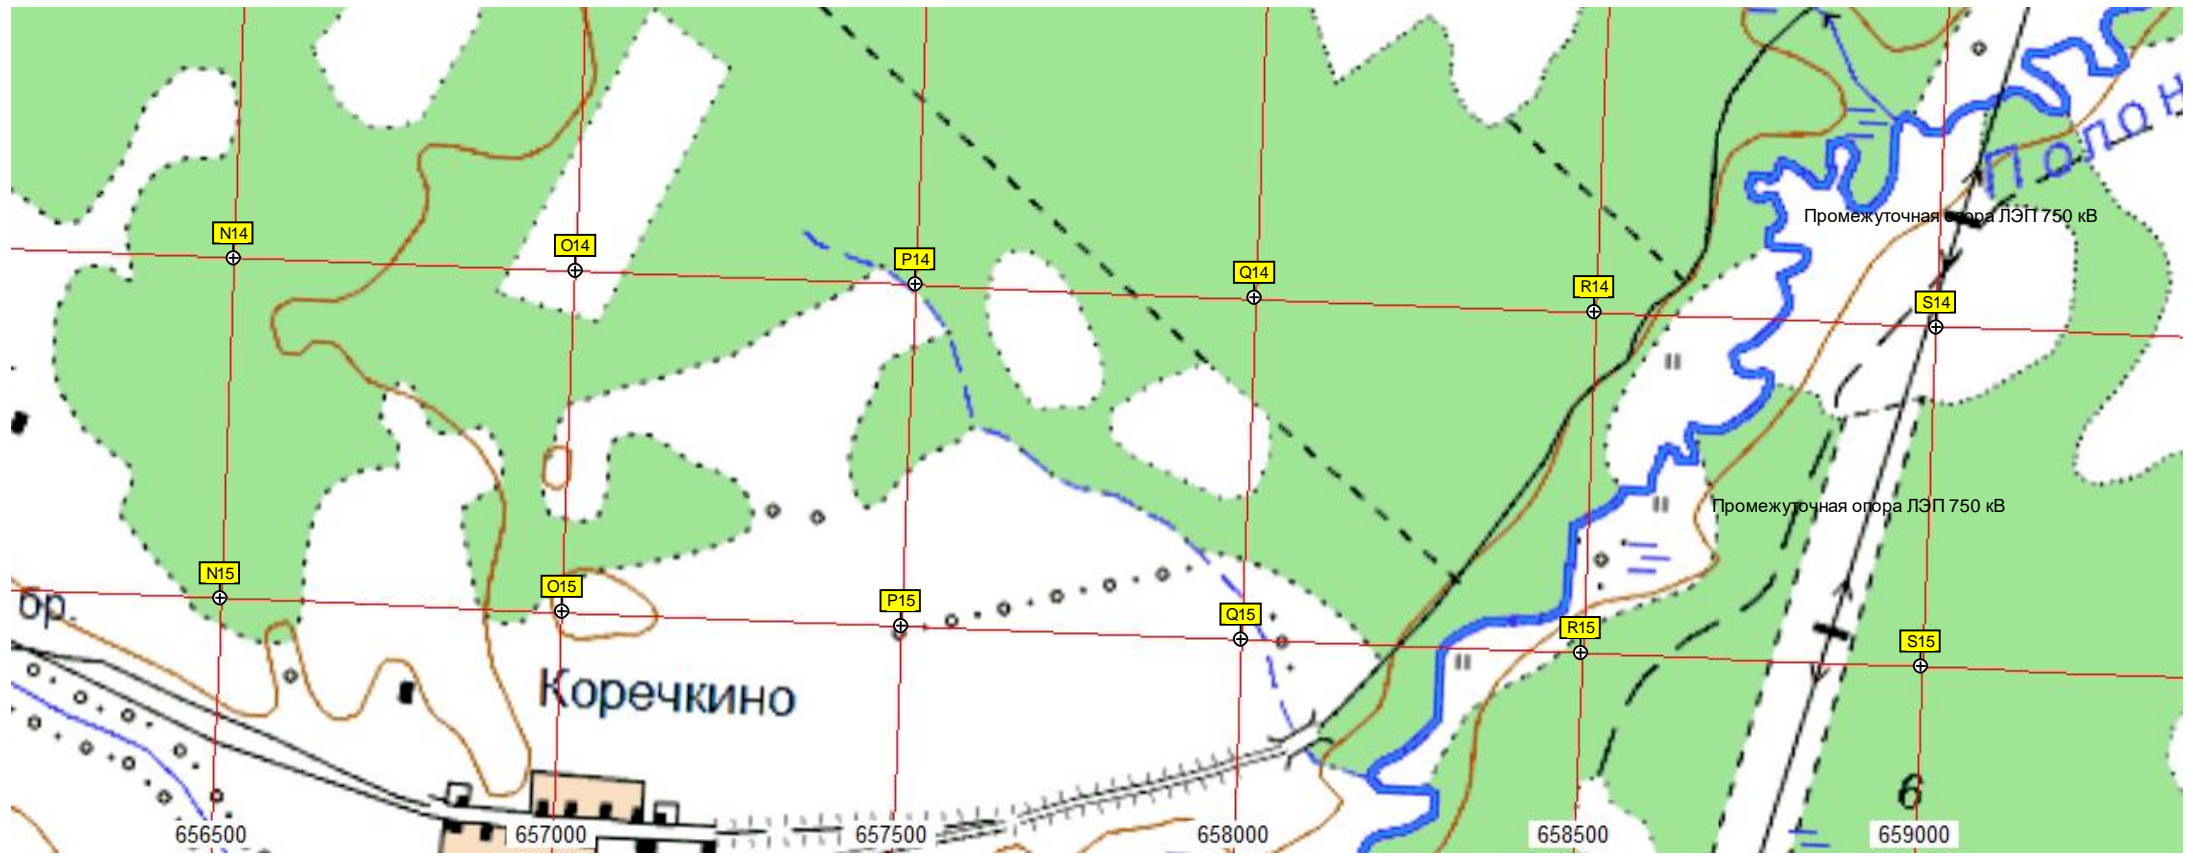 Полон
Промежуточная опора ЛЭП 750 кВ
N14
O14
P14
Q14
R14
S14
Промежуточная опора ЛЭП 750 кВ
N15
O15
P15
Q15
R15
S15
ор.
Коречкино
6
656500
657000
657500
658000
658500
659000